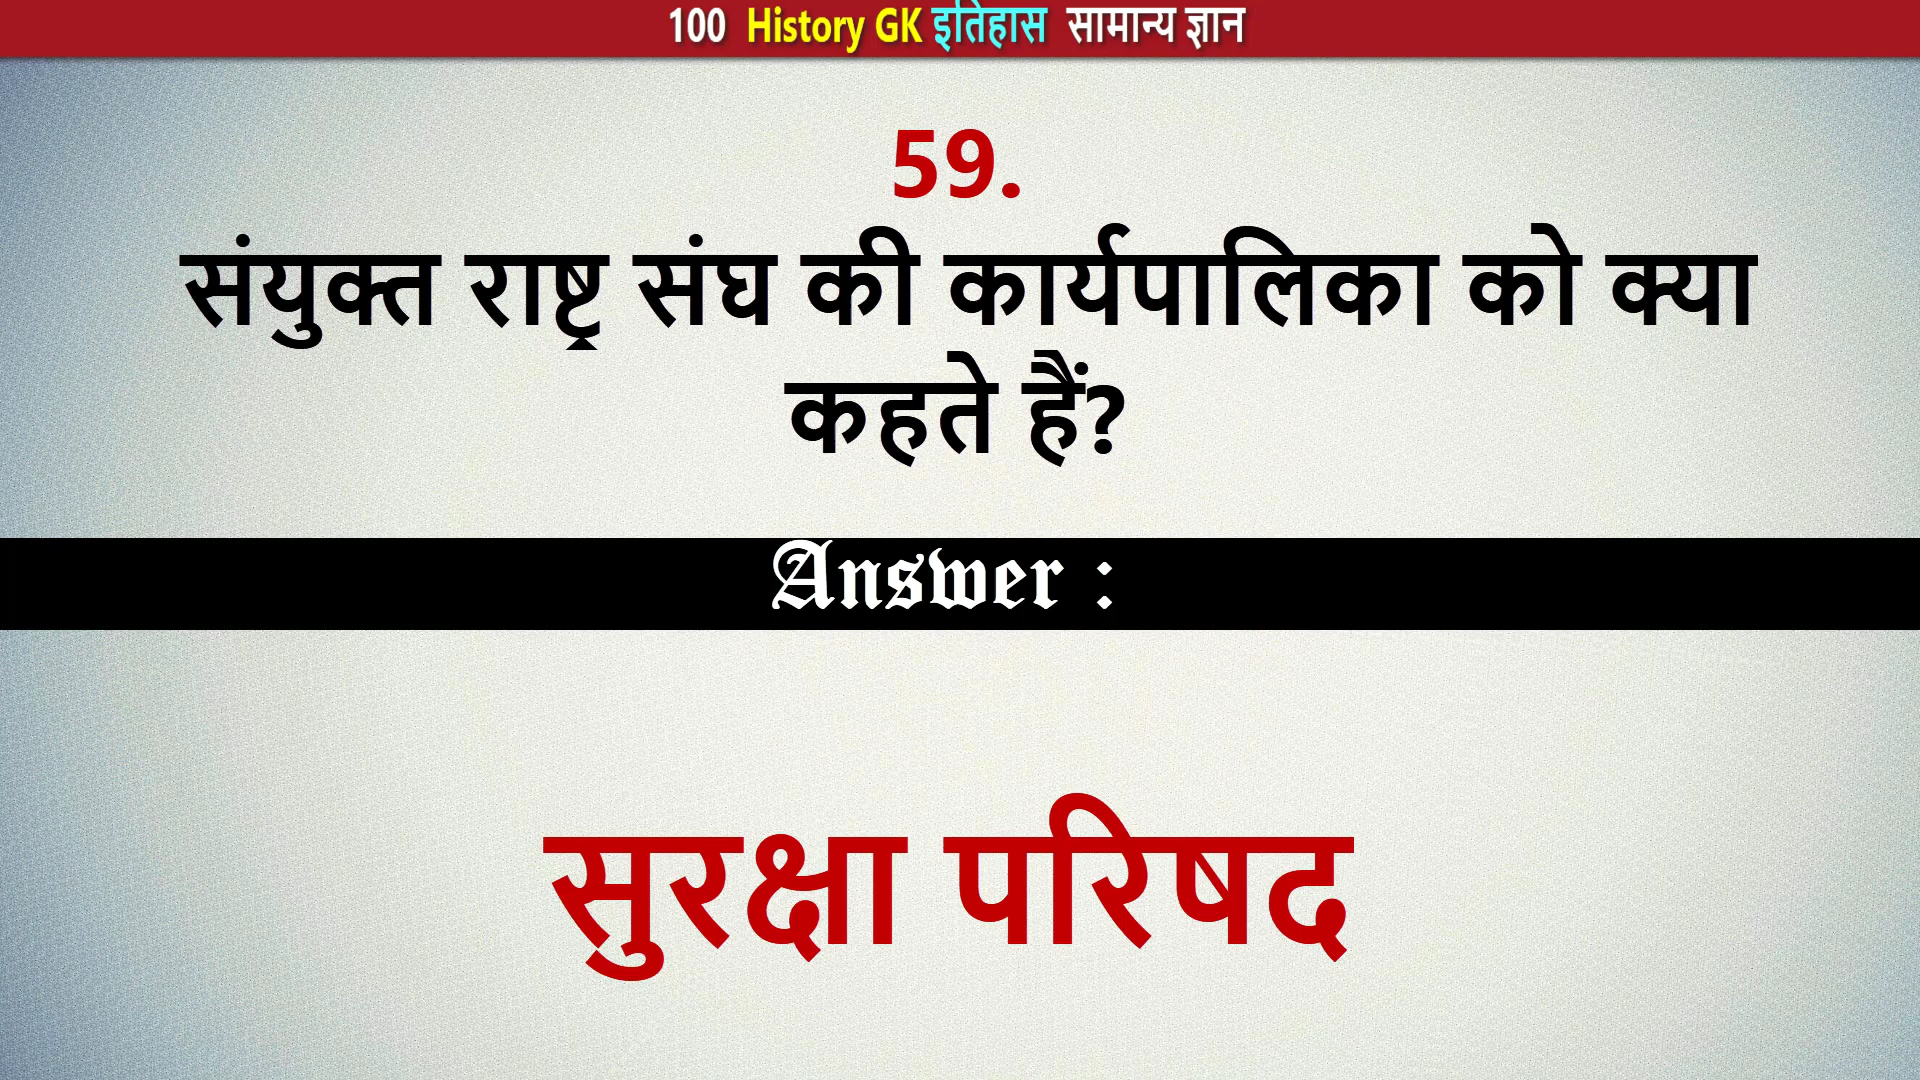 100 History GK इतिहास सामान्य ज्ञान
59.
संयुक्त राष्ट्र संघ की कार्यपालिका को क्या
कहते हैं?
Answer :
सुरक्षा परिषद